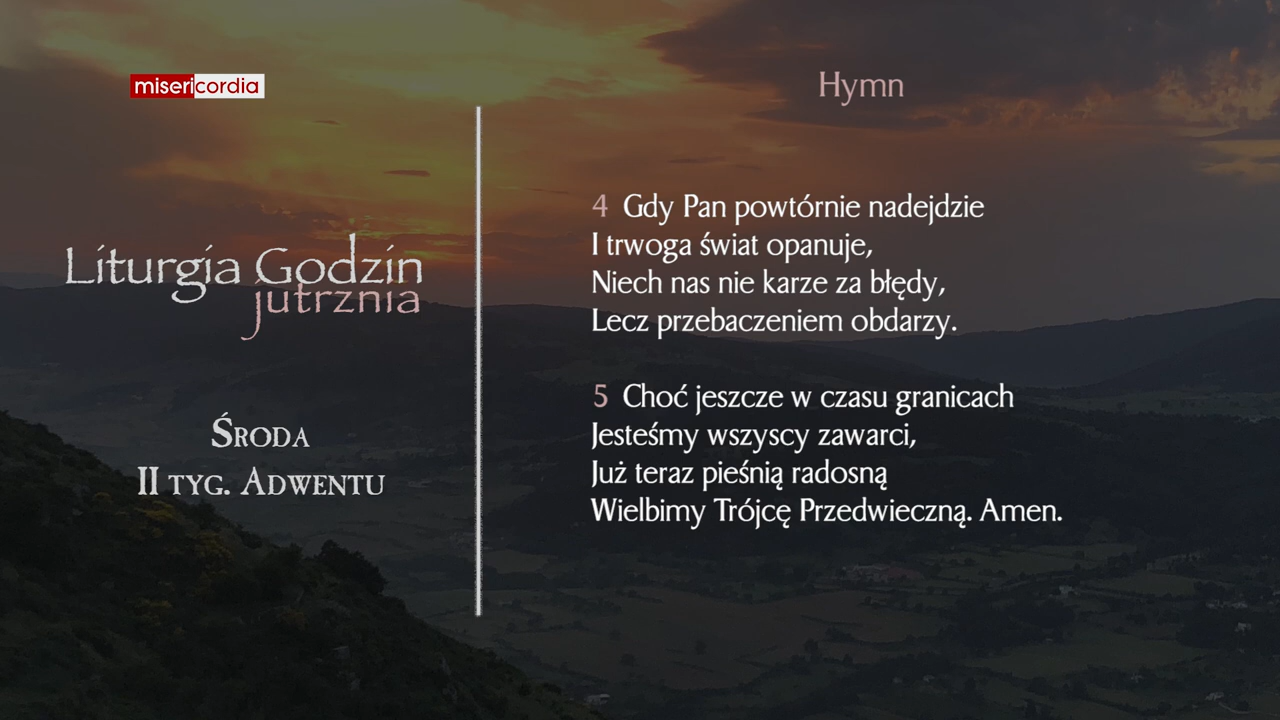 misericordia
Liturgia Godzin
jutrznia
Środa
II tyg. Adwentu
Hymn
4 Gdy Pan powtórnie nadejdzie
I trwoga świat opanuje,
Niech nas nie karze za błędy,
Lecz przebaczeniem obdarzy.
5 Choć jeszcze w czasu granicach
Jesteśmy wszyscy zawarci,
Już teraz pieśnią radosną
Wielbimy Trójcę Przedwieczną. Amen.